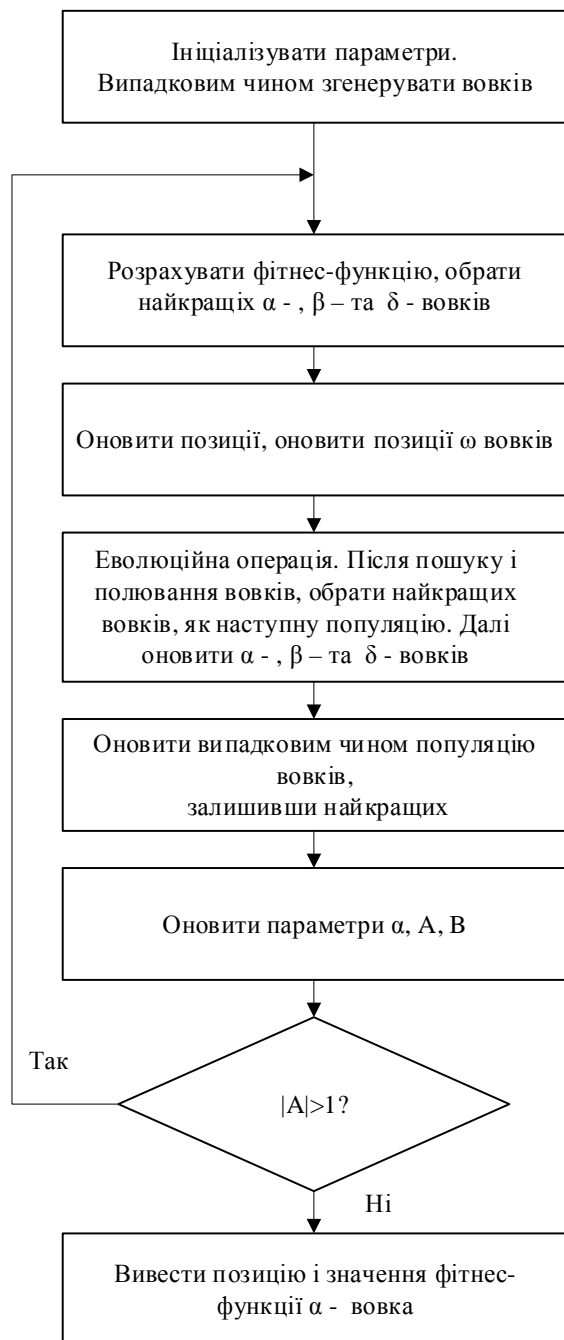 Ініціалізувати параметри.
Випадковим чином згенерувати вовків
Розрахувати фітнес-функцію, обрати
найкращіх α - , β – та δ - вовків
Оновити позиції, оновити позиції ω вовків
Еволюційна операція. Після пошуку і
полювання вовків, обрати найкращих
вовків, як наступну популяцію. Далі
оновити α - , β – та δ - вовків
Оновити випадковим чином популяцію
вовків,
залишивши найкращих
Оновити параметри α, A, B
Так
|A|>1?
Ні
Вивести позицію і значення фітнес-
функції α - вовка